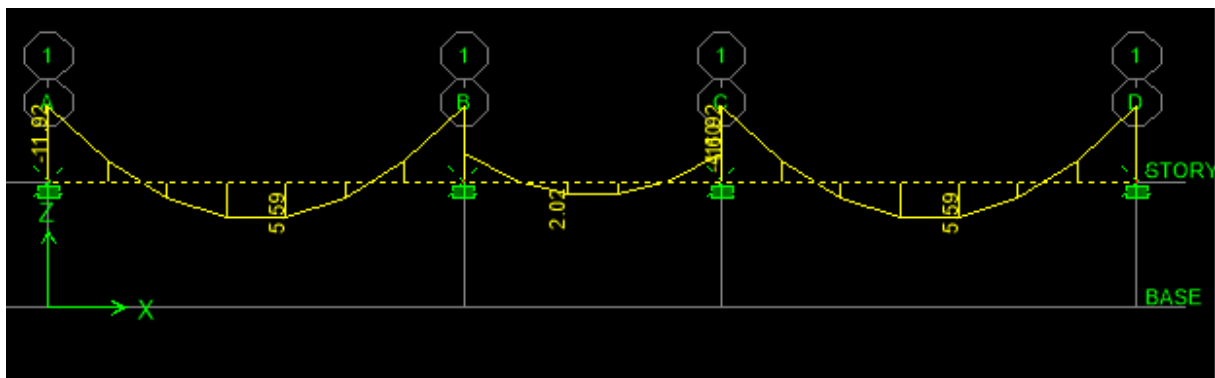 1 1 1 1
A B C D
-11.92
STORY
5.59 2.02 5.59
Z
X
BASE